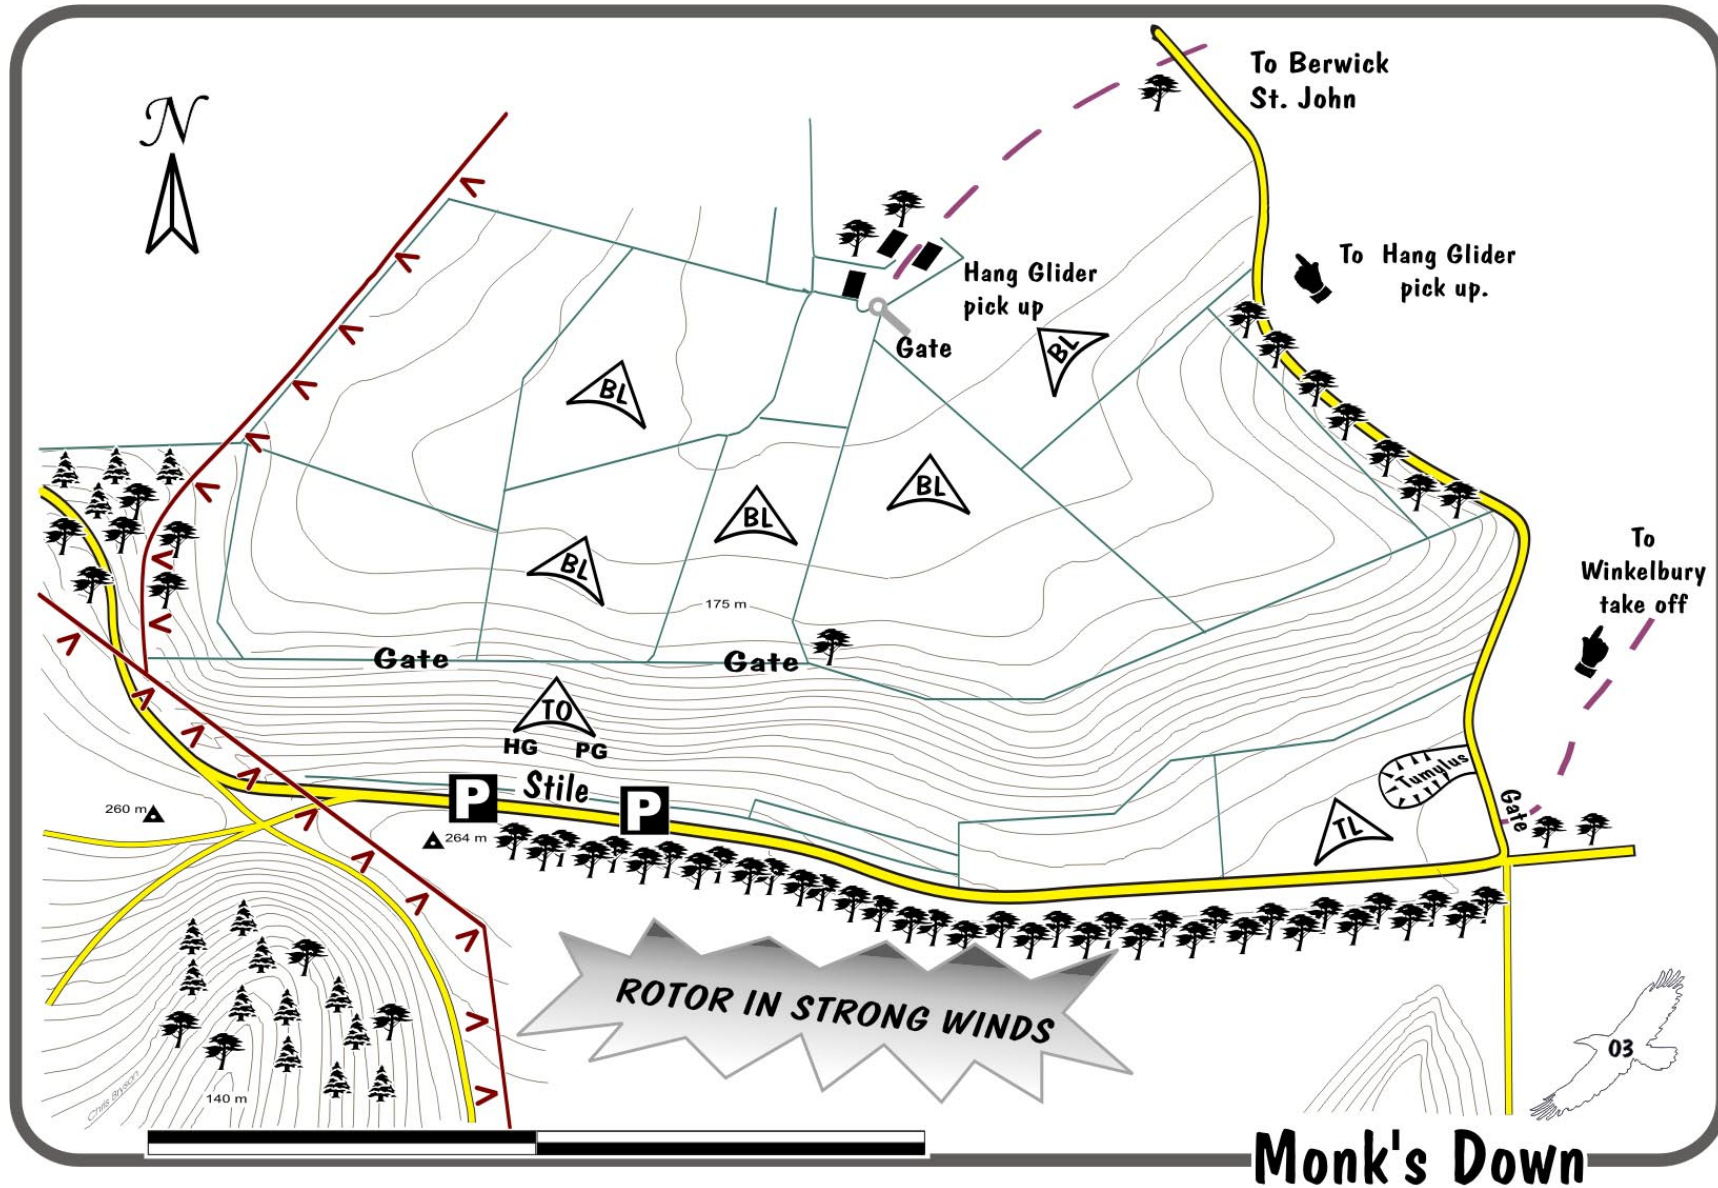 N
To Berwick
St. John
To Hang Glider
pick up.
Hang Glider
pick up
Gate
BL
BL
BL
BL
BL
To
Winkelbury
take off
175 m
Gate
Gate
TO
HG PG
Stile
P
P
Tumulus
Gate
TL
260 m
264 m
ROTOR IN STRONG WINDS
03
140 m
Chris Bryson
Monk's Down